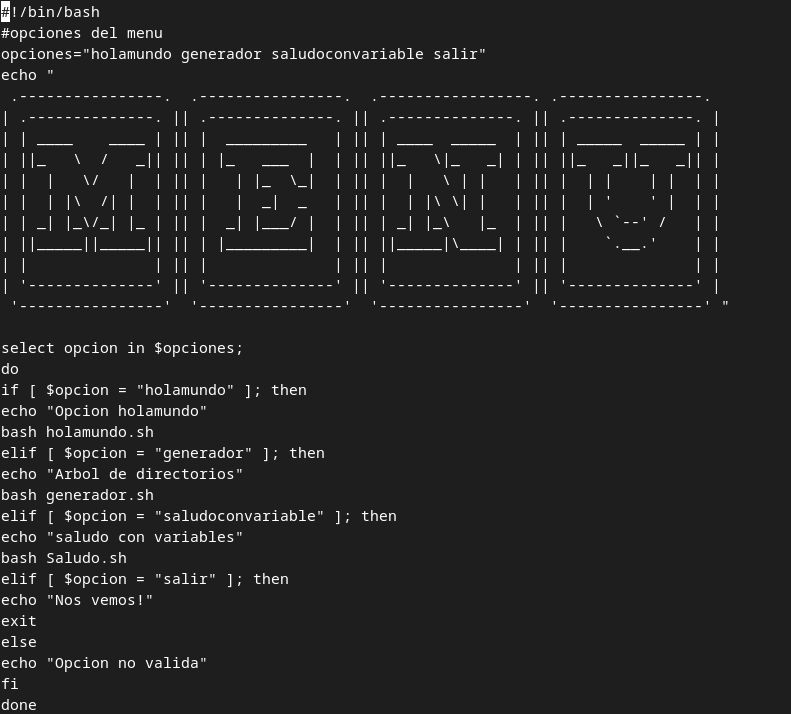 #!/bin/bash
#opciones del menu
opciones="holamundo generador saludoconvariable salir"
echo "
 .----------------.  .----------------.  .-----------------. .----------------.
| .--------------. || .--------------. || .--------------. || .--------------. |
| | ____    ____ | || |  _________   | || | ____  _____  | || | _____  _____ | |
| ||_   \  /   _|| || | |_   ___  |  | || ||_   \|_   _| | || ||_   _||_   _|| |
| |  |   \/   |  | || |   | |_  \_|  | || |  |   \ | |   | || |  | |    | |  | |
| |  | |\  /| |  | || |   |  _|  _   | || |  | |\ \| |   | || |  | '    ' |  | |
| | _| |_\/_| |_ | || |  _| |___/ |  | || | _| |_\   |_  | || |   \ `--' /   | |
| ||_____||_____|| || | |_________|  | || ||_____|\____| | || |    `.__.'    | |
| |              | || |              | || |              | || |              | |
| '--------------' || '--------------' || '--------------' || '--------------' |
 '----------------'  '----------------'  '----------------'  '----------------' "

select opcion in $opciones;
do
if [ $opcion = "holamundo" ]; then
echo "Opcion holamundo"
bash holamundo.sh
elif [ $opcion = "generador" ]; then
echo "Arbol de directorios"
bash generador.sh
elif [ $opcion = "saludoconvariable" ]; then
echo "saludo con variables"
bash Saludo.sh
elif [ $opcion = "salir" ]; then
echo "Nos vemos!"
exit
else
echo "Opcion no valida"
fi
done